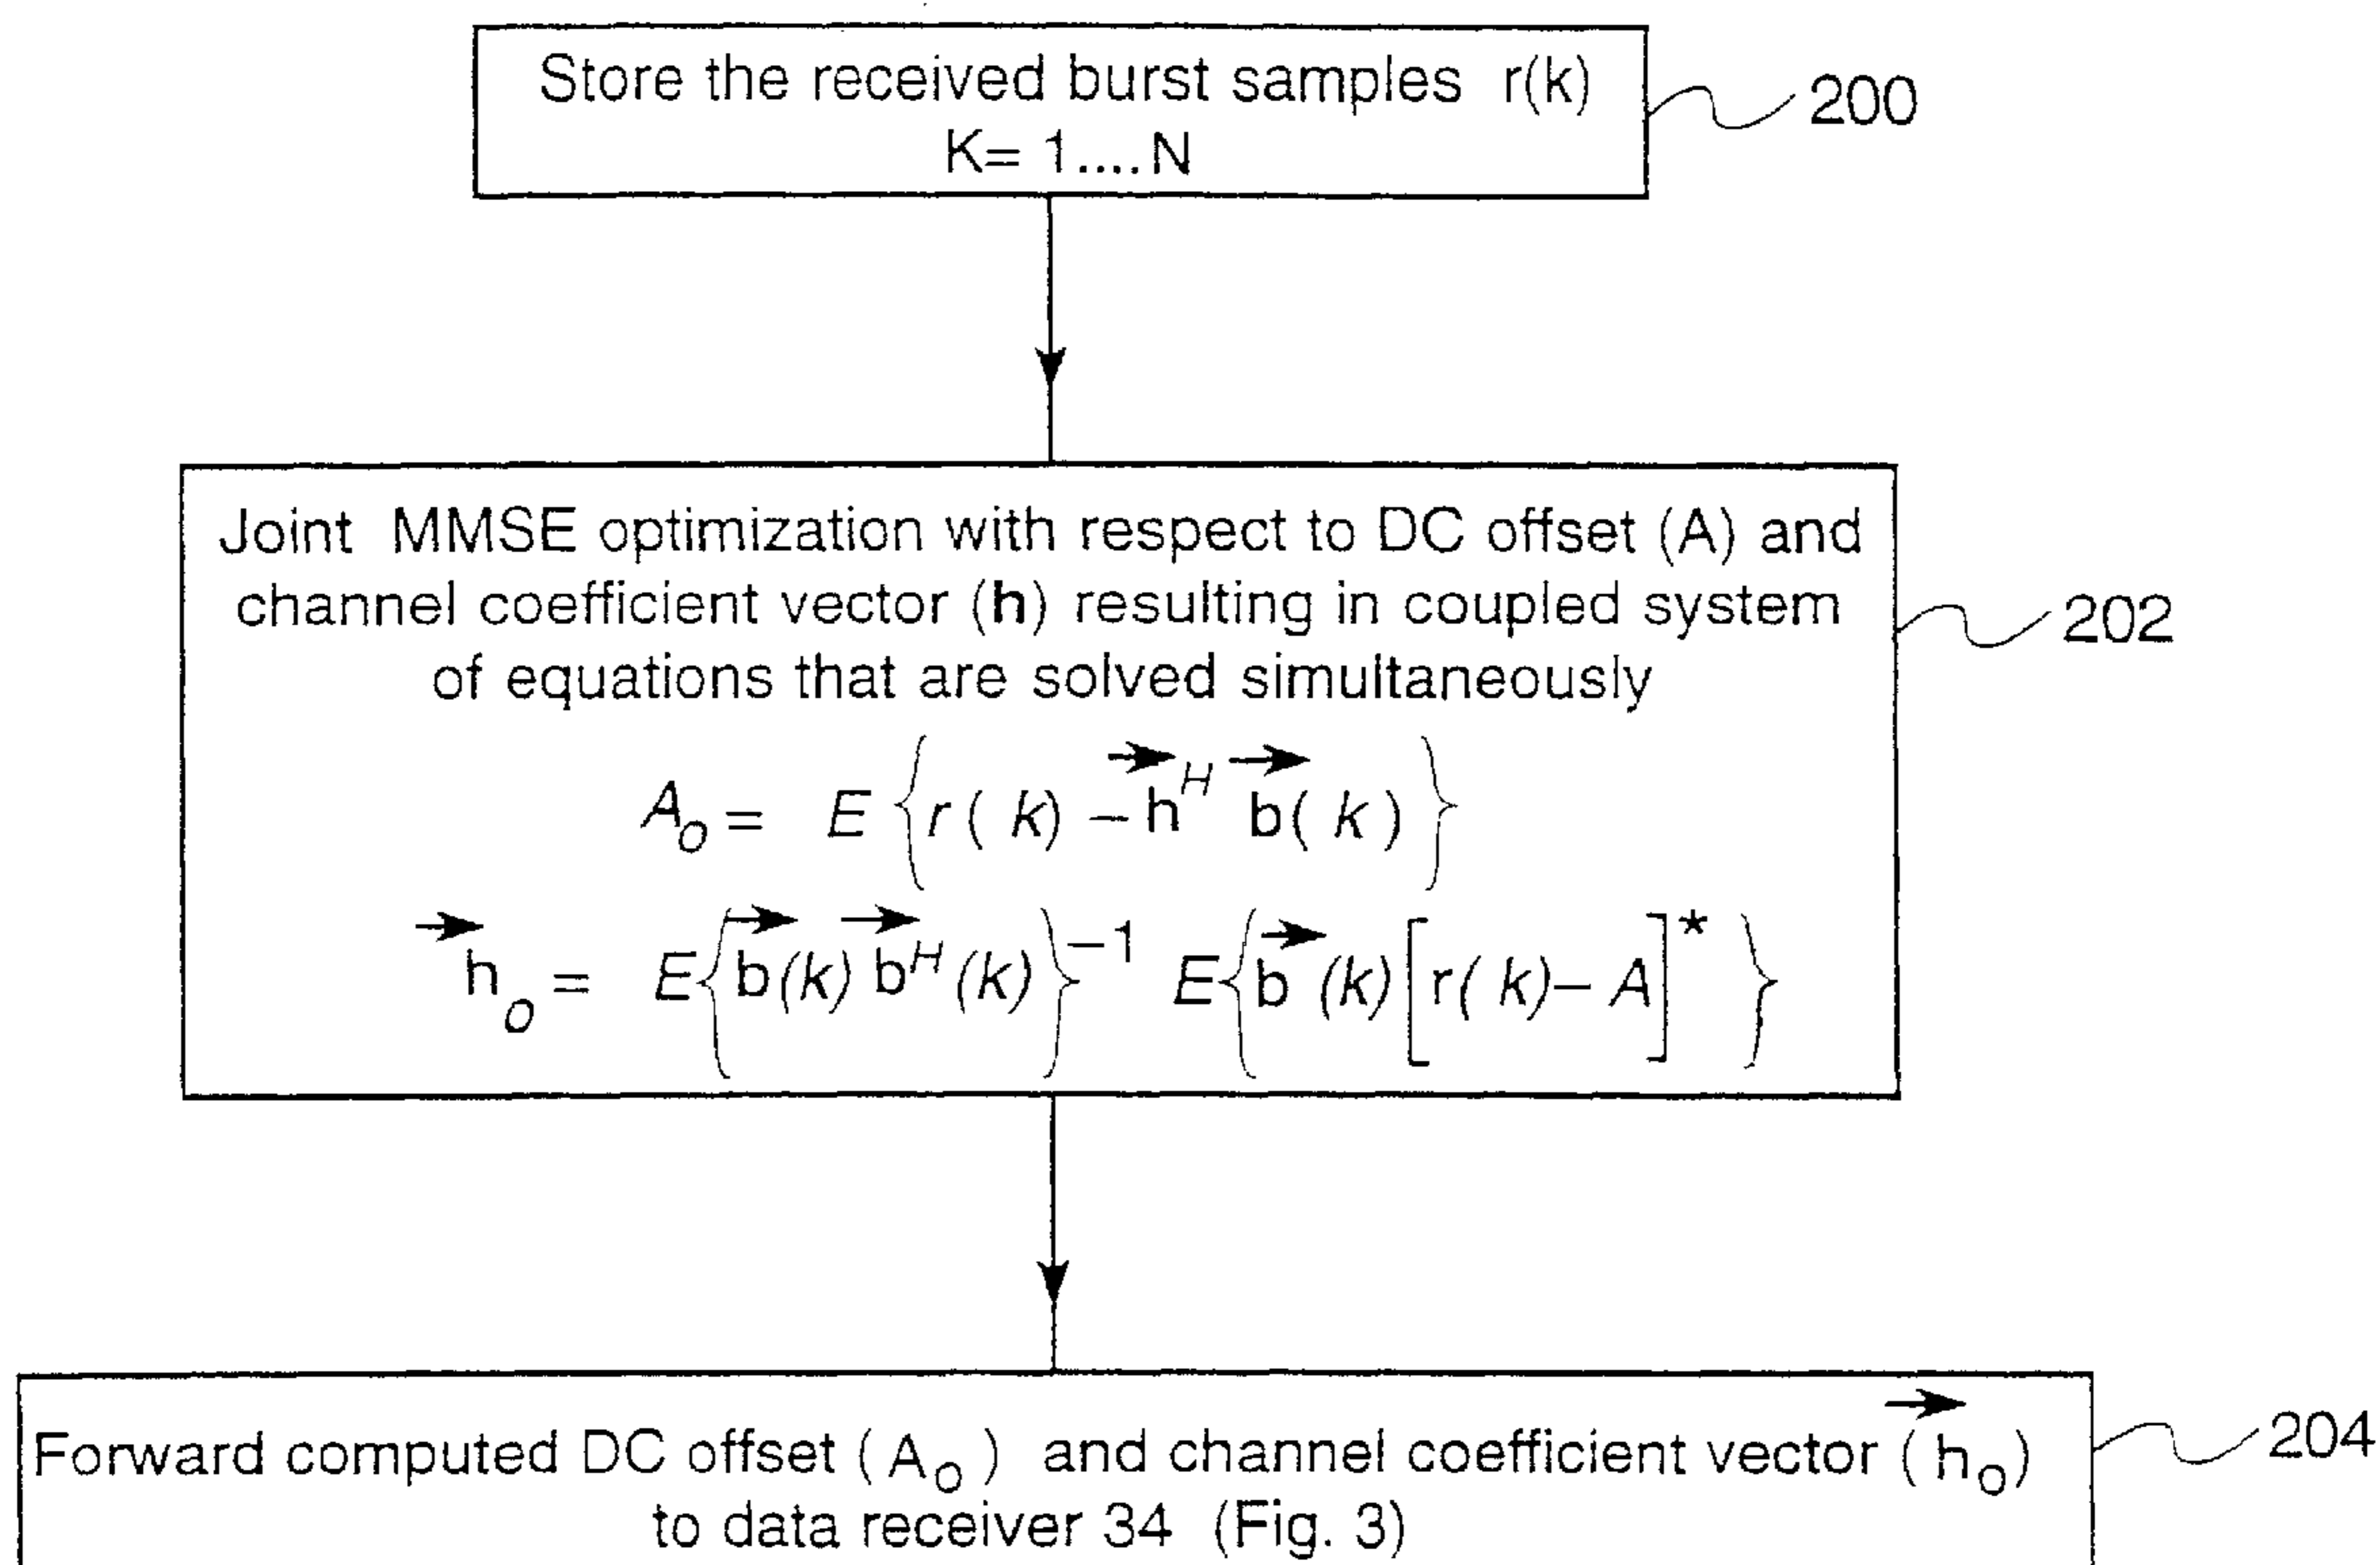 Store the received burst samples r(k)
K= 1....N
200
Joint MMSE optimization with respect to DC offset (A) and
channel coefficient vector (h) resulting in coupled system
of equations that are solved simultaneously
202
A_o = E { r ( k ) − h⃗^H b⃗( k ) }
h⃗_o = E{ b⃗(k) b⃗^H (k) }^−1 E{ b⃗ (k) [ r( k) − A ]^* }
Forward computed DC offset ( A_o ) and channel coefficient vector ( h⃗_o )
to data receiver 34 (Fig. 3)
204